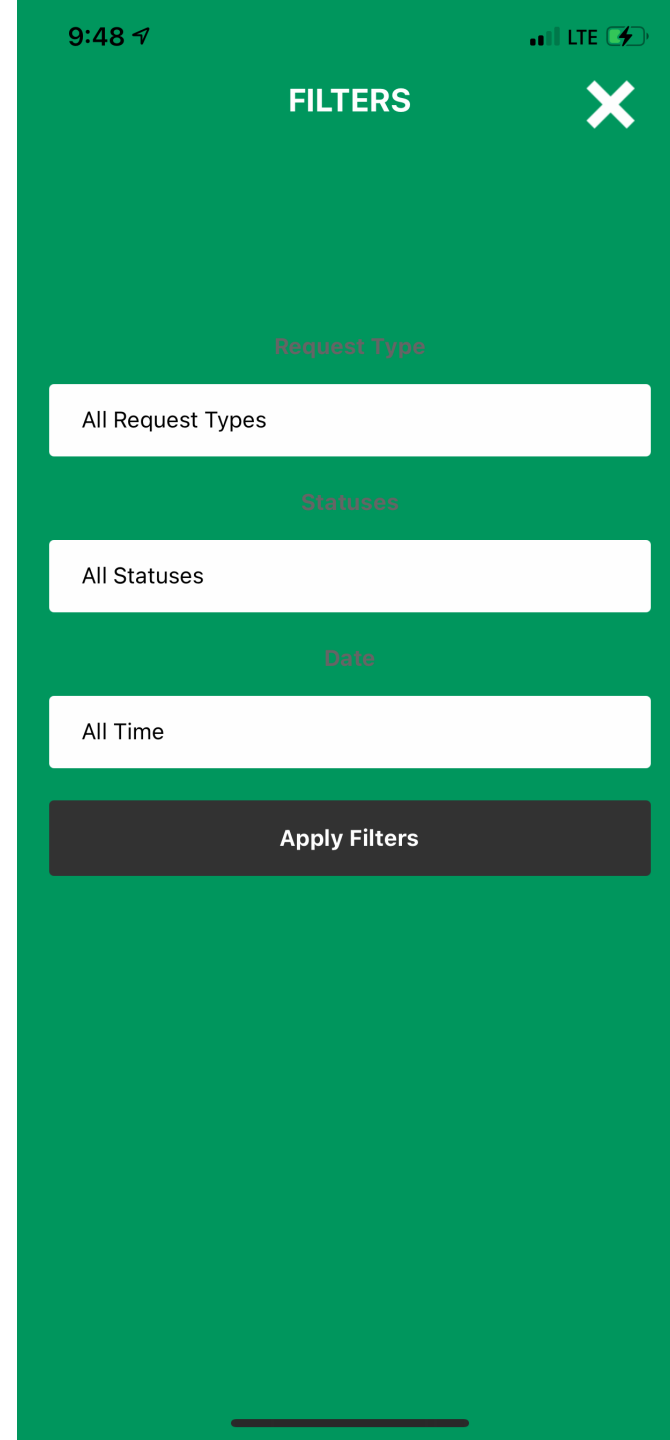 9:48
LTE
FILTERS
Request Type
All Request Types
Statuses
All Statuses
Date
All Time
Apply Filters